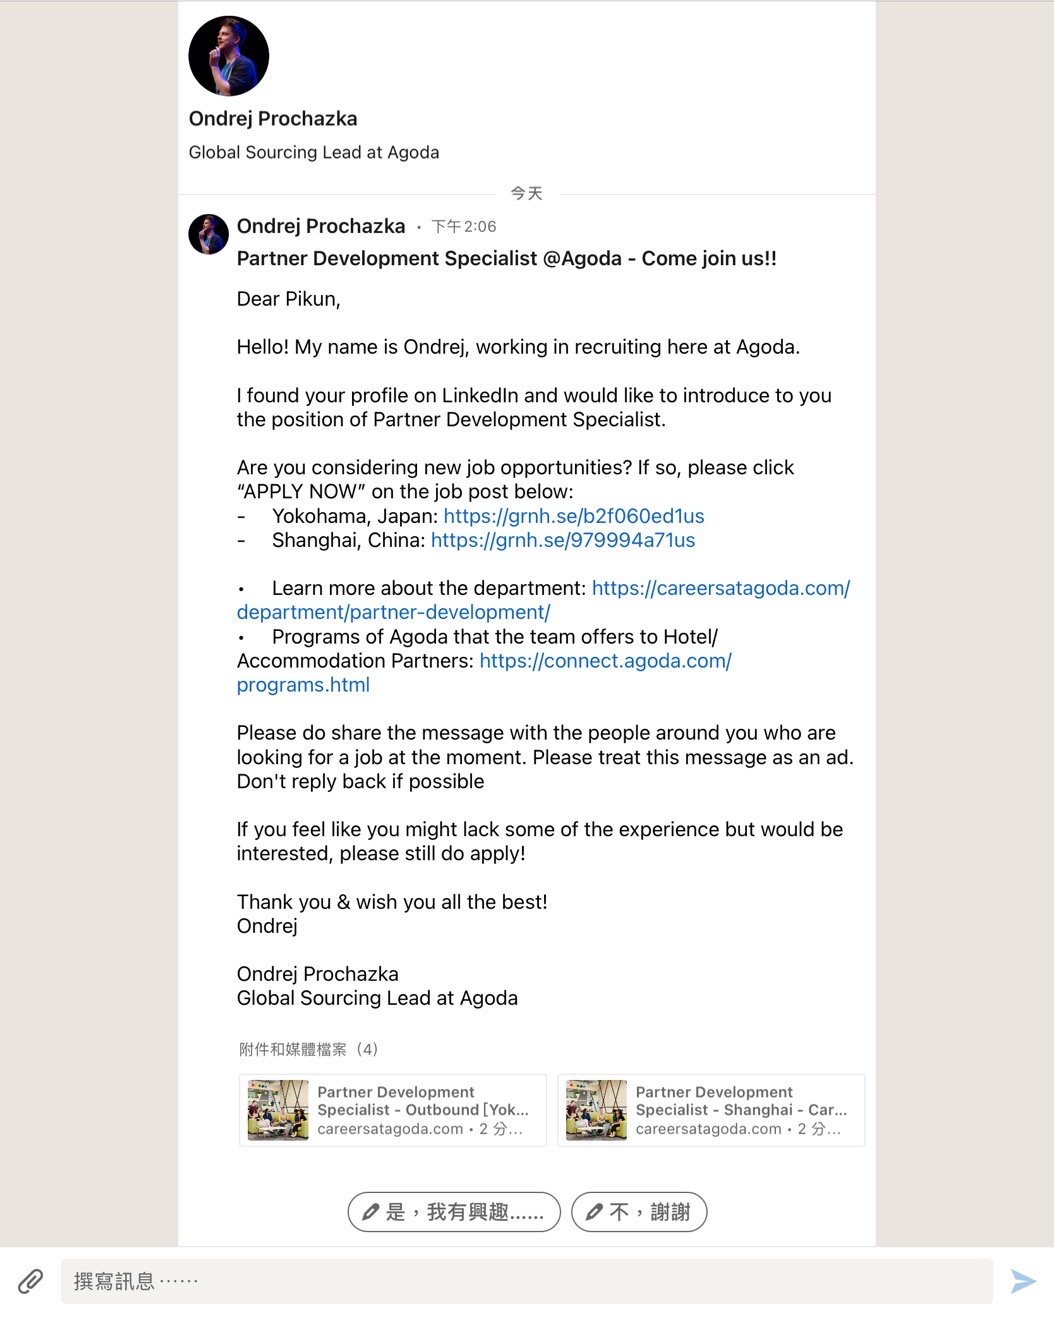 Ondrej Prochazka
Global Sourcing Lead at Agoda
今天
Ondrej Prochazka · 下午 2:06
Partner Development Specialist @Agoda - Come join us!!
Dear Pikun,
Hello! My name is Ondrej, working in recruiting here at Agoda.
I found your profile on LinkedIn and would like to introduce to you
the position of Partner Development Specialist.
Are you considering new job opportunities? If so, please click
“APPLY NOW” on the job post below:
- Yokohama, Japan: https://grnh.se/b2f060ed1us
- Shanghai, China: https://grnh.se/979994a71us
• Learn more about the department: https://careersatagoda.com/
department/partner-development/
• Programs of Agoda that the team offers to Hotel/
Accommodation Partners: https://connect.agoda.com/
programs.html
Please do share the message with the people around you who are
looking for a job at the moment. Please treat this message as an ad.
Don't reply back if possible
If you feel like you might lack some of the experience but would be
interested, please still do apply!
Thank you & wish you all the best!
Ondrej
Ondrej Prochazka
Global Sourcing Lead at Agoda
附件和媒體檔案（4）
Partner Development
Specialist - Outbound [Yok...
careersatagoda.com • 2 分...
Partner Development
Specialist - Shanghai - Car...
careersatagoda.com • 2 分...
是，我有興趣......
不，謝謝
撰寫訊息……